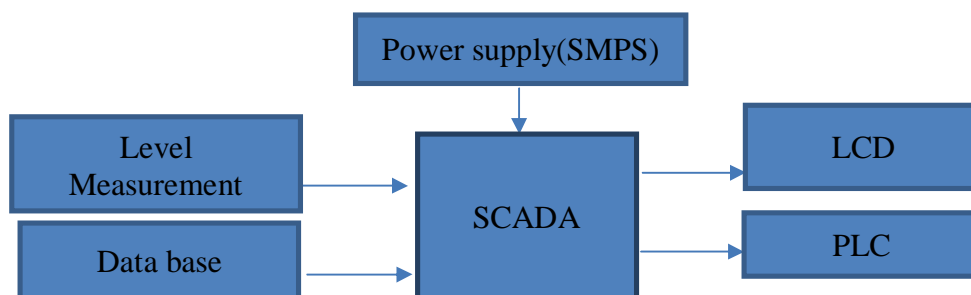 Power supply(SMPS)
Level
Measurement
LCD
SCADA
Data base
PLC